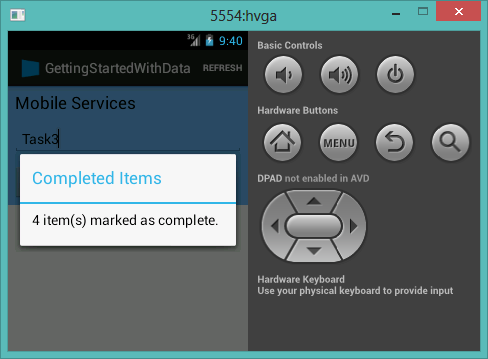 5554:hvga
3G 9:40
GettingStartedWithData REFRESH
Mobile Services
Task3
Completed Items
4 item(s) marked as complete.
Basic Controls
Hardware Buttons
MENU
DPAD not enabled in AVD
Hardware Keyboard
Use your physical keyboard to provide input